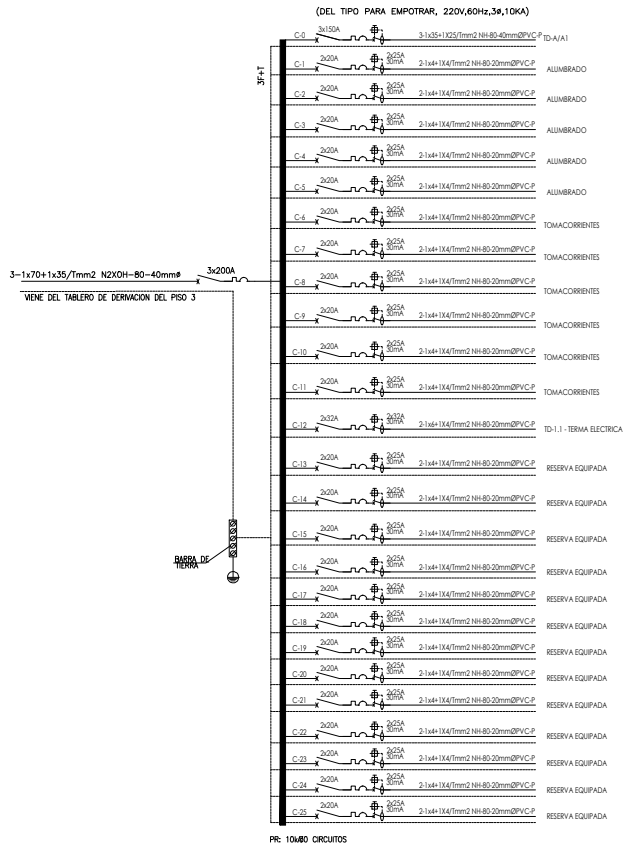 (DEL TIPO PARA EMPOTRAR, 220V,60Hz,3ø,10KA)
C-0 3x150A 3-1x35+1X25/Tmm2 NH-80-40mmØPVC-P TD-A/A1
3F+T
C-1 2x20A 2x25A 30mA 2-1x4+1X4/Tmm2 NH-80-20mmØPVC-P ALUMBRADO
C-2 2x20A 2x25A 30mA 2-1x4+1X4/Tmm2 NH-80-20mmØPVC-P ALUMBRADO
C-3 2x20A 2x25A 30mA 2-1x4+1X4/Tmm2 NH-80-20mmØPVC-P ALUMBRADO
C-4 2x20A 2x25A 30mA 2-1x4+1X4/Tmm2 NH-80-20mmØPVC-P ALUMBRADO
C-5 2x20A 2x25A 30mA 2-1x4+1X4/Tmm2 NH-80-20mmØPVC-P ALUMBRADO
C-6 2x20A 2x25A 30mA 2-1x4+1X4/Tmm2 NH-80-20mmØPVC-P TOMACORRIENTES
C-7 2x20A 2x25A 30mA 2-1x4+1X4/Tmm2 NH-80-20mmØPVC-P TOMACORRIENTES
3-1x70+1x35/Tmm2 N2XOH-80-40mmø 3x200A
VIENE DEL TABLERO DE DERIVACION DEL PISO 3
C-8 2x20A 2x25A 30mA 2-1x4+1X4/Tmm2 NH-80-20mmØPVC-P TOMACORRIENTES
C-9 2x20A 2x25A 30mA 2-1x4+1X4/Tmm2 NH-80-20mmØPVC-P TOMACORRIENTES
C-10 2x20A 2x25A 30mA 2-1x4+1X4/Tmm2 NH-80-20mmØPVC-P TOMACORRIENTES
C-11 2x20A 2x25A 30mA 2-1x4+1X4/Tmm2 NH-80-20mmØPVC-P TOMACORRIENTES
C-12 2x32A 2x32A 30mA 2-1x6+1X4/Tmm2 NH-80-20mmØPVC-P TD-1.1 - TERMA ELECTRICA
C-13 2x20A 2x25A 30mA 2-1x4+1X4/Tmm2 NH-80-20mmØPVC-P RESERVA EQUIPADA
C-14 2x20A 2x25A 30mA 2-1x4+1X4/Tmm2 NH-80-20mmØPVC-P RESERVA EQUIPADA
C-15 2x20A 2x25A 30mA 2-1x4+1X4/Tmm2 NH-80-20mmØPVC-P RESERVA EQUIPADA
BARRA DE
TIERRA
C-16 2x20A 2x25A 30mA 2-1x4+1X4/Tmm2 NH-80-20mmØPVC-P RESERVA EQUIPADA
C-17 2x20A 2x25A 30mA 2-1x4+1X4/Tmm2 NH-80-20mmØPVC-P RESERVA EQUIPADA
C-18 2x20A 2x25A 30mA 2-1x4+1X4/Tmm2 NH-80-20mmØPVC-P RESERVA EQUIPADA
C-19 2x20A 2x25A 30mA 2-1x4+1X4/Tmm2 NH-80-20mmØPVC-P RESERVA EQUIPADA
C-20 2x20A 2x25A 30mA 2-1x4+1X4/Tmm2 NH-80-20mmØPVC-P RESERVA EQUIPADA
C-21 2x20A 2x25A 30mA 2-1x4+1X4/Tmm2 NH-80-20mmØPVC-P RESERVA EQUIPADA
C-22 2x20A 2x25A 30mA 2-1x4+1X4/Tmm2 NH-80-20mmØPVC-P RESERVA EQUIPADA
C-23 2x20A 2x25A 30mA 2-1x4+1X4/Tmm2 NH-80-20mmØPVC-P RESERVA EQUIPADA
C-24 2x20A 2x25A 30mA 2-1x4+1X4/Tmm2 NH-80-20mmØPVC-P RESERVA EQUIPADA
C-25 2x20A 2x25A 30mA 2-1x4+1X4/Tmm2 NH-80-20mmØPVC-P RESERVA EQUIPADA
PR: CIRCUITOS